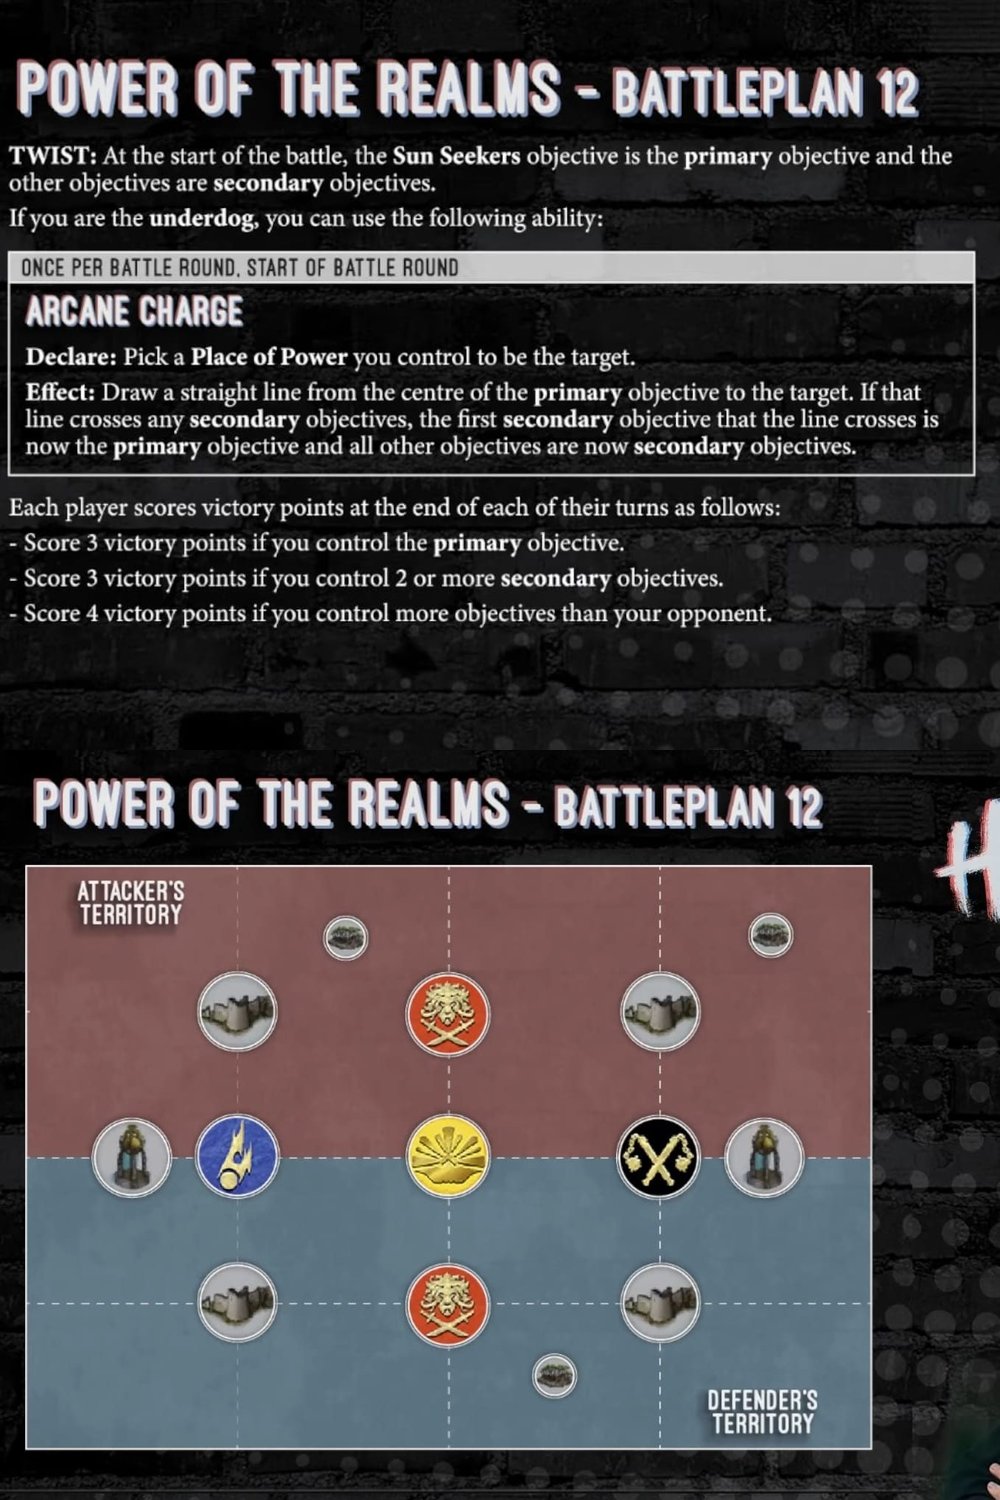 POWER OF THE REALMS - BATTLEPLAN 12
TWIST: At the start of the battle, the Sun Seekers objective is the primary objective and the
other objectives are secondary objectives.
If you are the underdog, you can use the following ability:
ONCE PER BATTLE ROUND, START OF BATTLE ROUND
ARCANE CHARGE
Declare: Pick a Place of Power you control to be the target.
Effect: Draw a straight line from the centre of the primary objective to the target. If that
line crosses any secondary objectives, the first secondary objective that the line crosses is
now the primary objective and all other objectives are now secondary objectives.
Each player scores victory points at the end of each of their turns as follows:
- Score 3 victory points if you control the primary objective.
- Score 3 victory points if you control 2 or more secondary objectives.
- Score 4 victory points if you control more objectives than your opponent.
POWER OF THE REALMS - BATTLEPLAN 12
H
ATTACKER'S
TERRITORY
DEFENDER'S
TERRITORY